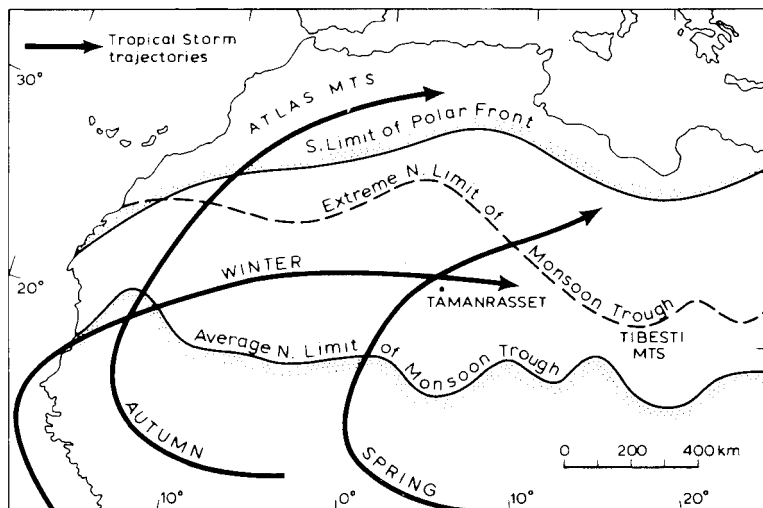 Tropical Storm
trajectories
30°
ATLAS MTS
S. Limit of Polar Front
Extreme N. Limit of Monsoon Trough
20°
WINTER
TAMANRASSET
TIBESTI
MTS
Average N. Limit of Monsoon Trough
AUTUMN
SPRING
0 200 400 km
10° 0° 10° 20°